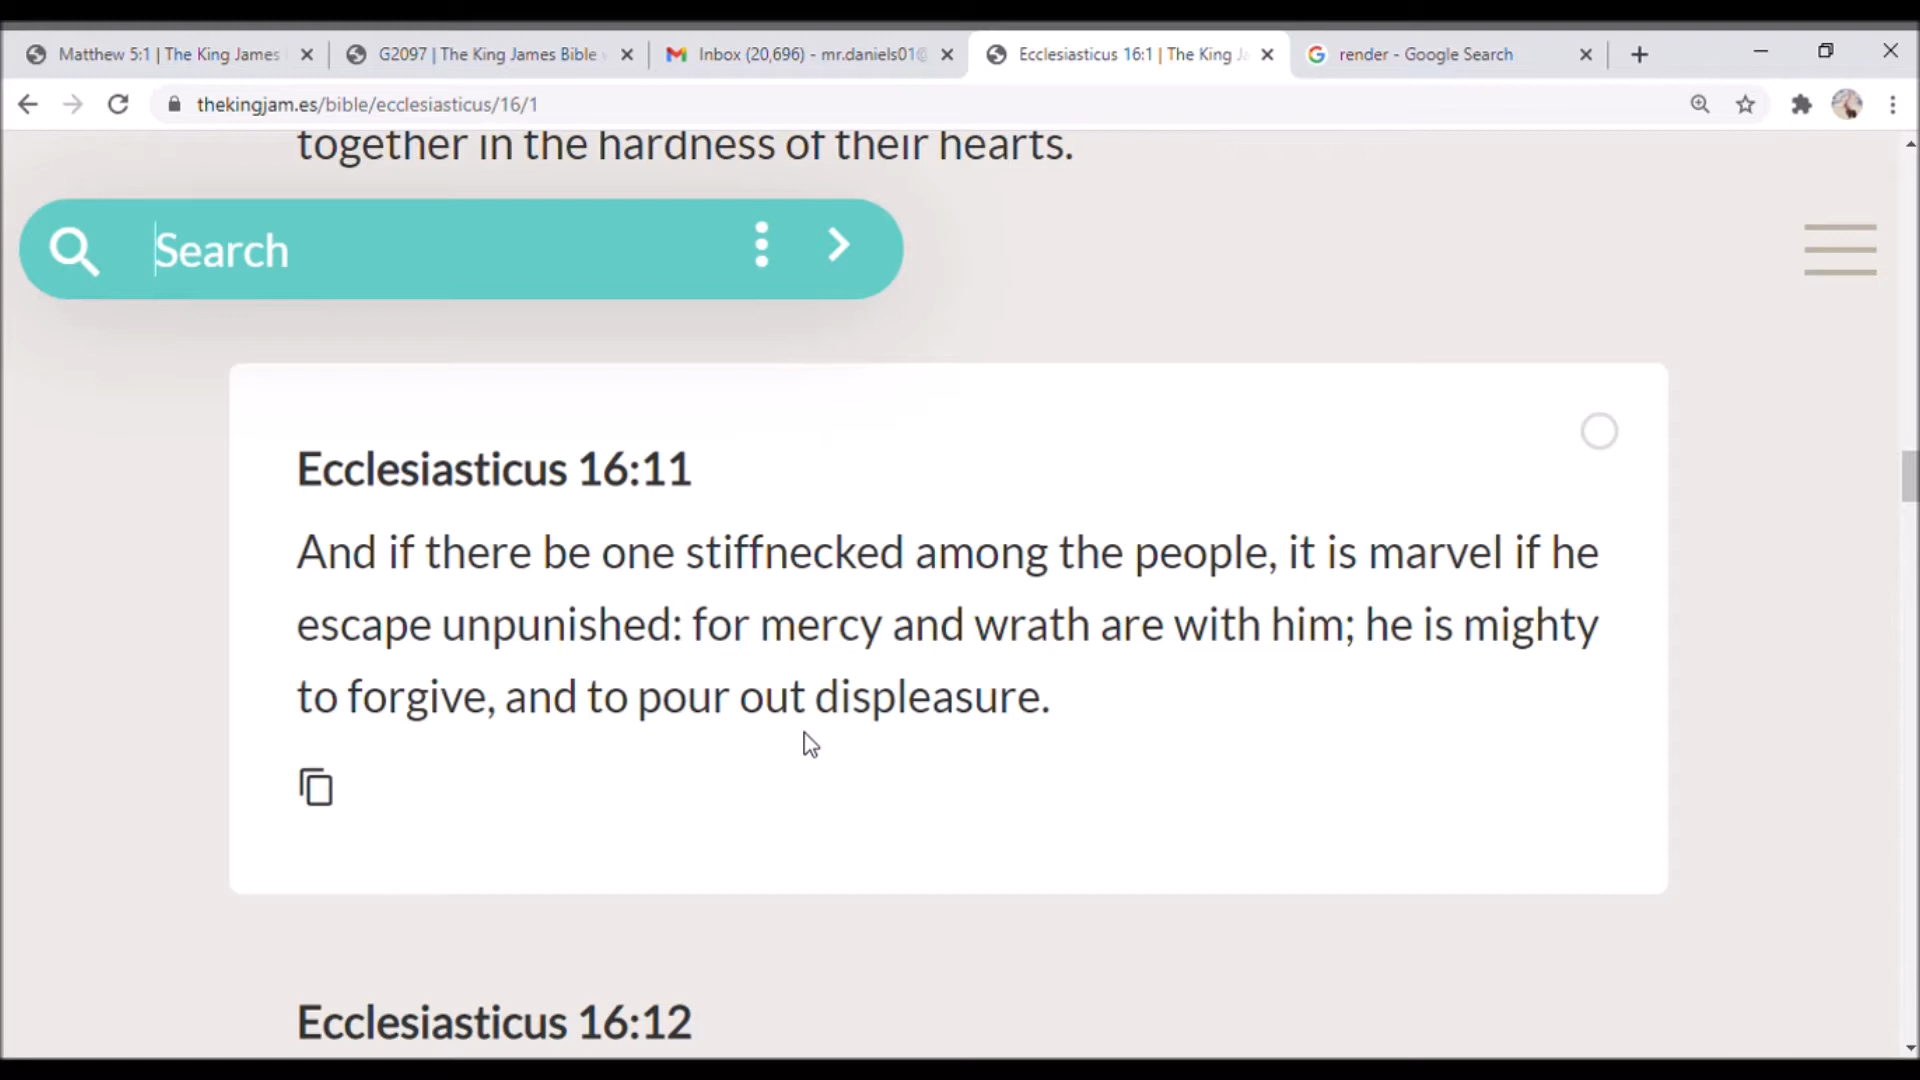 Matthew 5:1 | The King James
G2097 | The King James Bible
Inbox (20,696) - mr.daniels01@
Ecclesiasticus 16:1 | The King Ja
render - Google Search
thekingjam.es/bible/ecclesiasticus/16/1
together in the hardness of their hearts.
Search
Ecclesiasticus 16:11
And if there be one stiffnecked among the people, it is marvel if he
escape unpunished: for mercy and wrath are with him; he is mighty
to forgive, and to pour out displeasure.
Ecclesiasticus 16:12